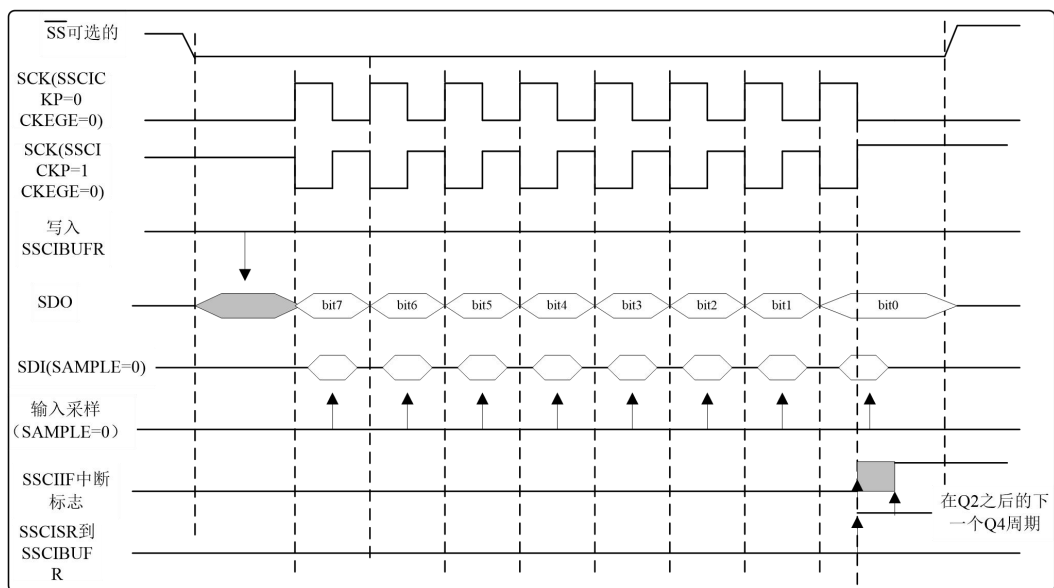 SS可选的
SCK(SSCIC
KP=0
CKEGE=0)
SCK(SSCI
CKP=1
CKEGE=0)
写入
SSCIBUFR
SDO
bit7 bit6 bit5 bit4 bit3 bit2 bit1 bit0
SDI(SAMPLE=0)
输入采样
（SAMPLE=0）
SSCIIF中断
标志
在Q2之后的下
一个Q4周期
SSCISR到
SSCIBUF
R